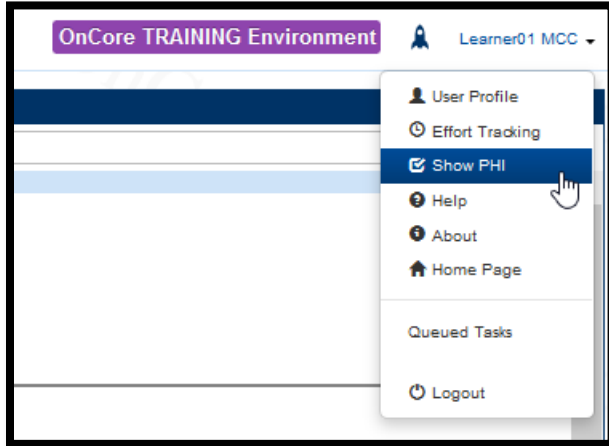 OnCore TRAINING Environment Learner01 MCC
User Profile
Effort Tracking
Show PHI
Help
About
Home Page
Queued Tasks
Logout